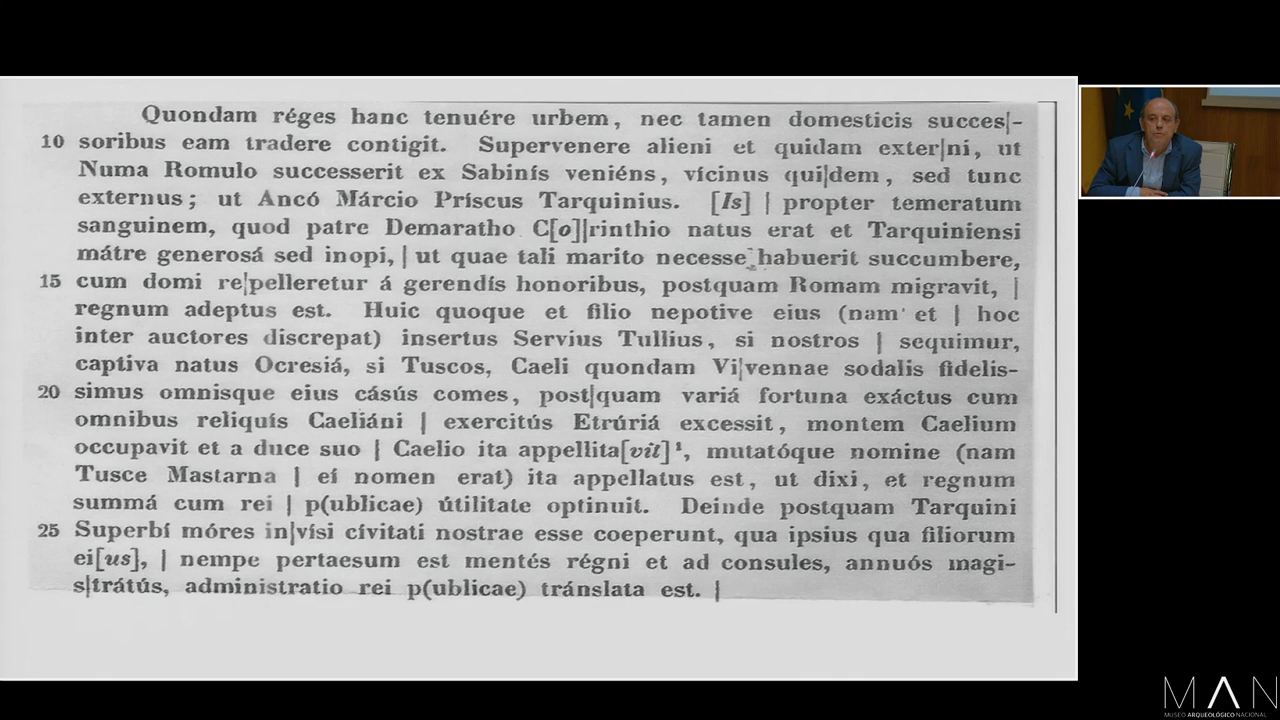 Quondam réges hanc tenuére urbem, nec tamen domesticis succes|-
10 soribus eam tradere contigit. Supervenere alieni et quidam exter|ni, ut
Numa Romulo successerit ex Sabinís veniéns, vícinus qui|dem, sed tunc
externus; ut Ancó Márcio Príscus Tarquinius. [Is] | propter temeratum
sanguinem, quod patre Demaratho C[o]|rinthio natus erat et Tarquiniensi
mátre generosá sed inopi, | ut quae tali marito necesse habuerit succumbere,
15 cum domi re|pelleretur á gerendís honoribus, postquam Romam migravit, |
regnum adeptus est. Huic quoque et filio nepotive eius (nam et | hoc
inter auctores discrepat) insertus Servius Tullius, si nostros | sequimur,
captiva natus Ocresiá, si Tuscos, Caeli quondam Vi|vennae sodalis fidelis-
20 simus omnisque eius cásús comes, post|quam variá fortuna exáctus cum
omnibus reliquís Caeliáni | exercitús Etrúriá excessit, montem Caelium
occupavit et a duce suo | Caelio ita appellita[vit]¹, mutatóque nomine (nam
Tusce Mastarna | eí nomen erat) ita appellatus est, ut dixi, et regnum
summá cum rei | p(ublicae) útilitate optinuit. Deinde postquam Tarquini
25 Superbí móres in|vísi cívitati nostrae esse coeperunt, qua ipsius qua filiorum
ei[us], | nempe pertaesum est mentés régni et ad consules, annuós magi-
s|trátús, administratio rei p(ublicae) tránslata est. |
MAN
MUSEO ARQUEOLÓGICO NACIONAL